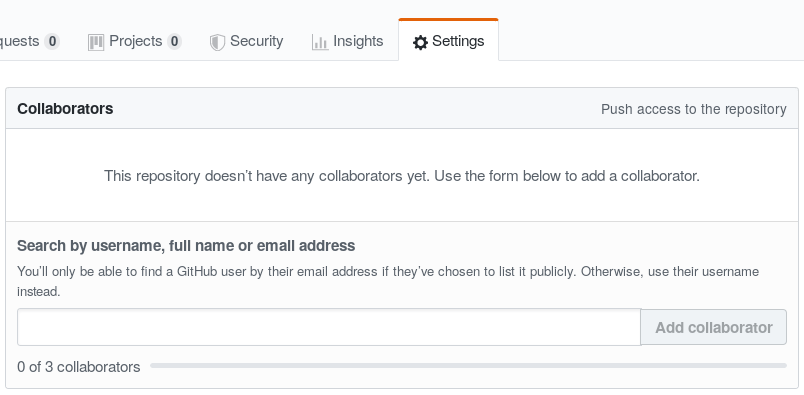 quests 0 Projects 0 Security Insights Settings
Collaborators Push access to the repository
This repository doesn’t have any collaborators yet. Use the form below to add a collaborator.
Search by username, full name or email address
You’ll only be able to find a GitHub user by their email address if they’ve chosen to list it publicly. Otherwise, use their username
instead.
Add collaborator
0 of 3 collaborators